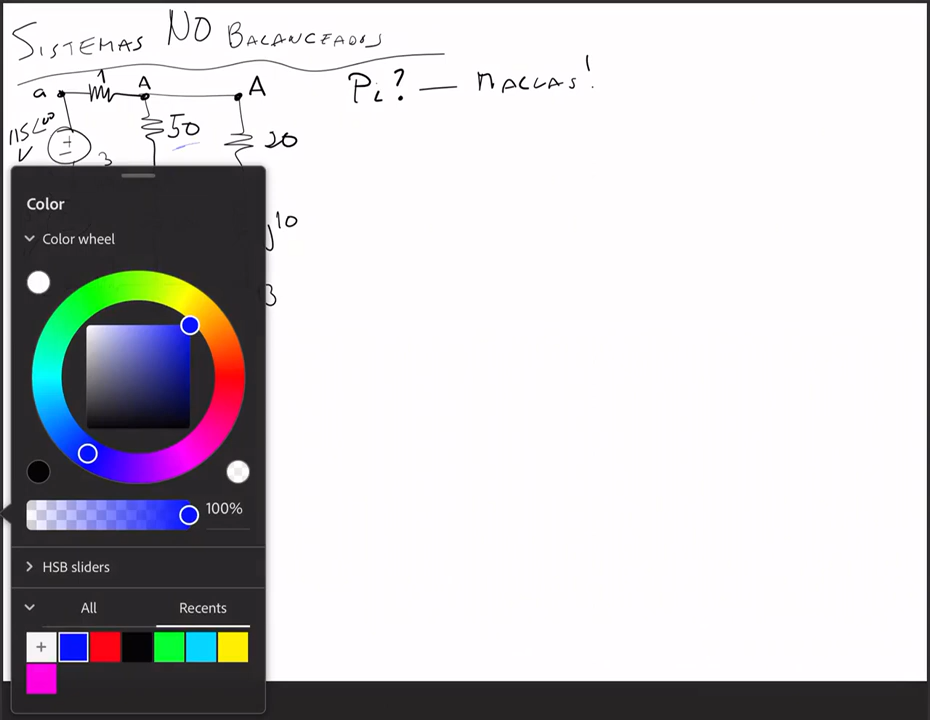 SISTEMAS NO BALANCEADOS
1
a A A
PL? — MALLAS!
115∠0° V
+
−
50
20
3
j10
3
Color
Color wheel
100%
HSB sliders
All Recents
+